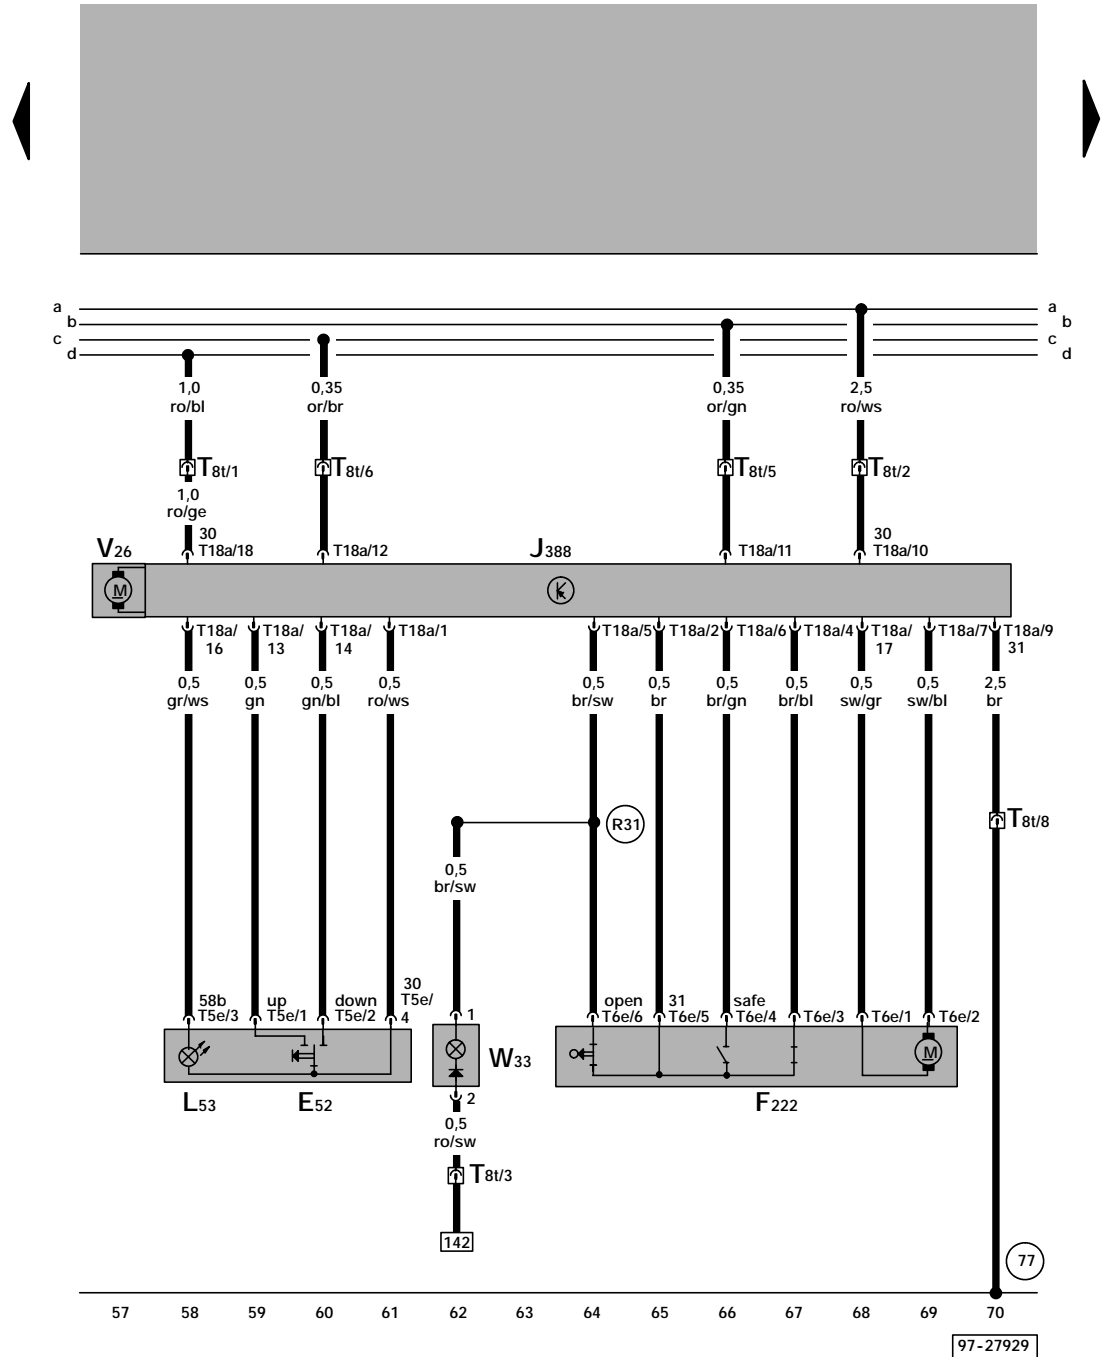 a a
b b
c c
d d
1,0 0,35 0,35 2,5
ro/bl or/br or/gn ro/ws
T8t/1 T8t/6 T8t/5 T8t/2
1,0
ro/ge
30 30
V26 T18a/18 T18a/12 J388 T18a/11 T18a/10
M
T18a/ T18a/ T18a/ T18a/1 T18a/5 T18a/2 T18a/6 T18a/4 T18a/ T18a/7 T18a/9
16 13 14 17 31
0,5 0,5 0,5 0,5 0,5 0,5 0,5 0,5 0,5 0,5 2,5
gr/ws gn gn/bl ro/ws br/sw br br/gn br/bl sw/gr sw/bl br
R31 T8t/8
0,5
br/sw
30
58b up down T5e/ open 31 safe
T5e/3 T5e/1 T5e/2 4 1 T6e/6 T6e/5 T6e/4 T6e/3 T6e/1 T6e/2
W33 M
L53 E52 2 F222
0,5
ro/sw
T8t/3
142
77
57 58 59 60 61 62 63 64 65 66 67 68 69 70
97-27929